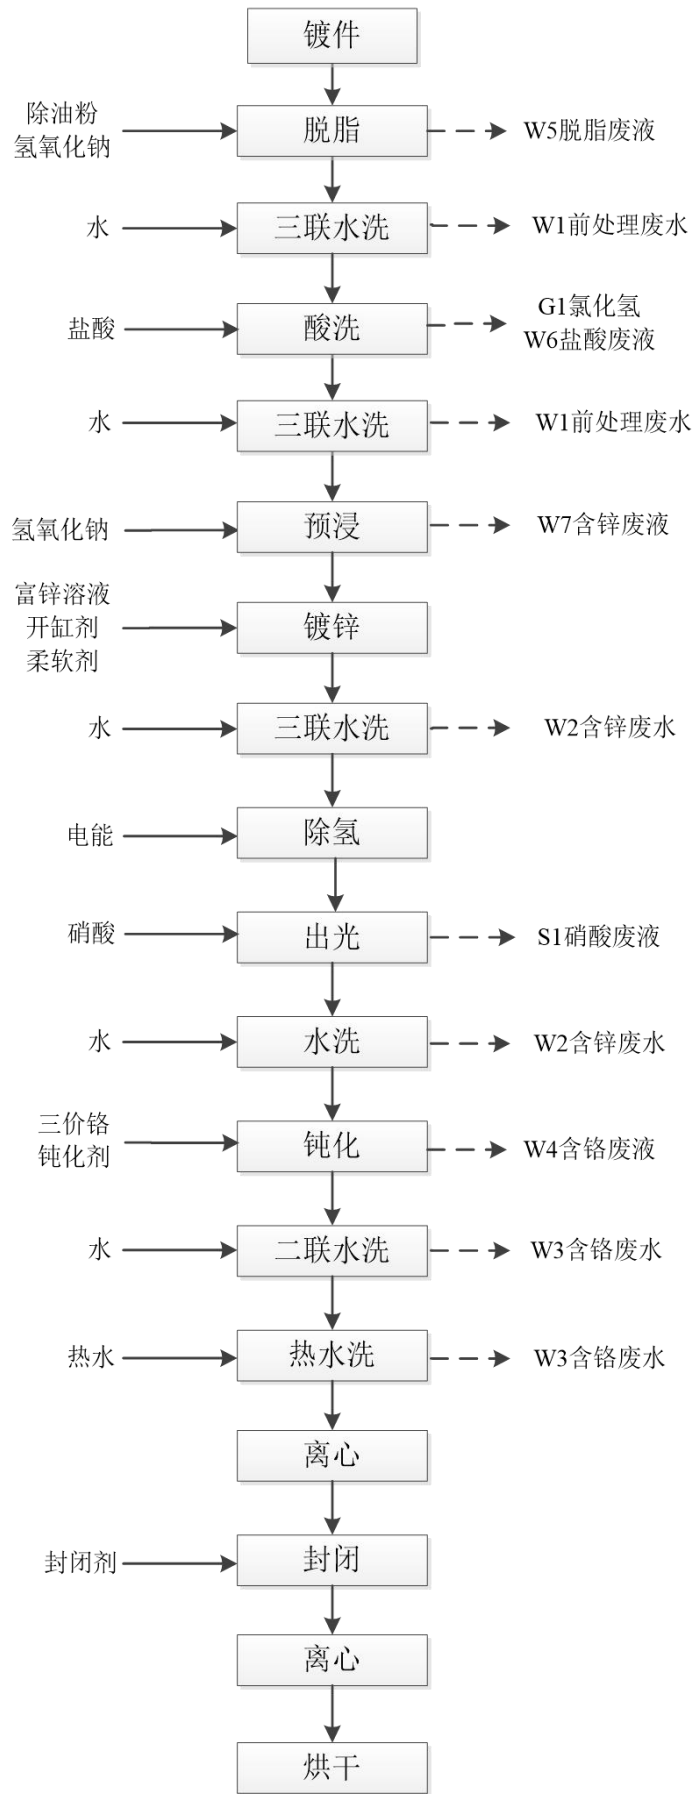 镀件
除油粉
氢氧化钠
脱脂
W5脱脂废液
水
三联水洗
W1前处理废水
盐酸
酸洗
G1氯化氢
W6盐酸废液
水
三联水洗
W1前处理废水
氢氧化钠
预浸
W7含锌废液
富锌溶液
开缸剂
柔软剂
镀锌
水
三联水洗
W2含锌废水
电能
除氢
硝酸
出光
S1硝酸废液
水
水洗
W2含锌废水
三价铬
钝化剂
钝化
W4含铬废液
水
二联水洗
W3含铬废水
热水
热水洗
W3含铬废水
离心
封闭剂
封闭
离心
烘干